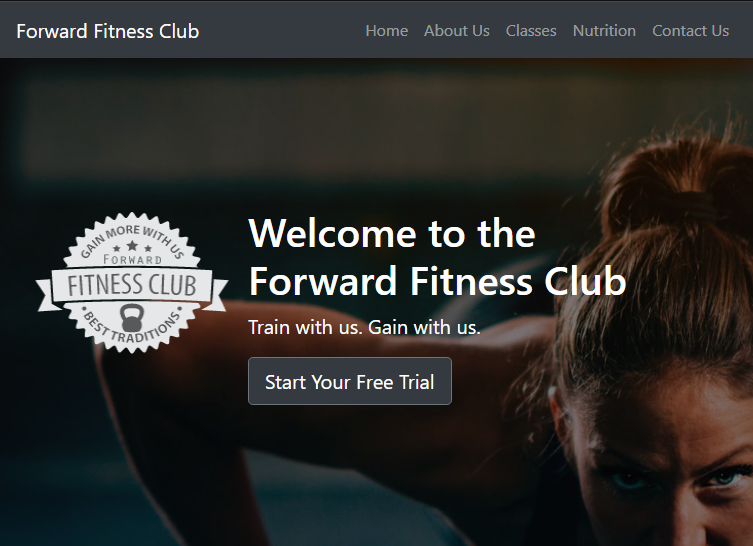 Forward Fitness Club
Home About Us Classes Nutrition Contact Us
GAIN MORE WITH US
FORWARD
FITNESS CLUB
BEST TRADITIONS
Welcome to the
Forward Fitness Club
Train with us. Gain with us.
Start Your Free Trial